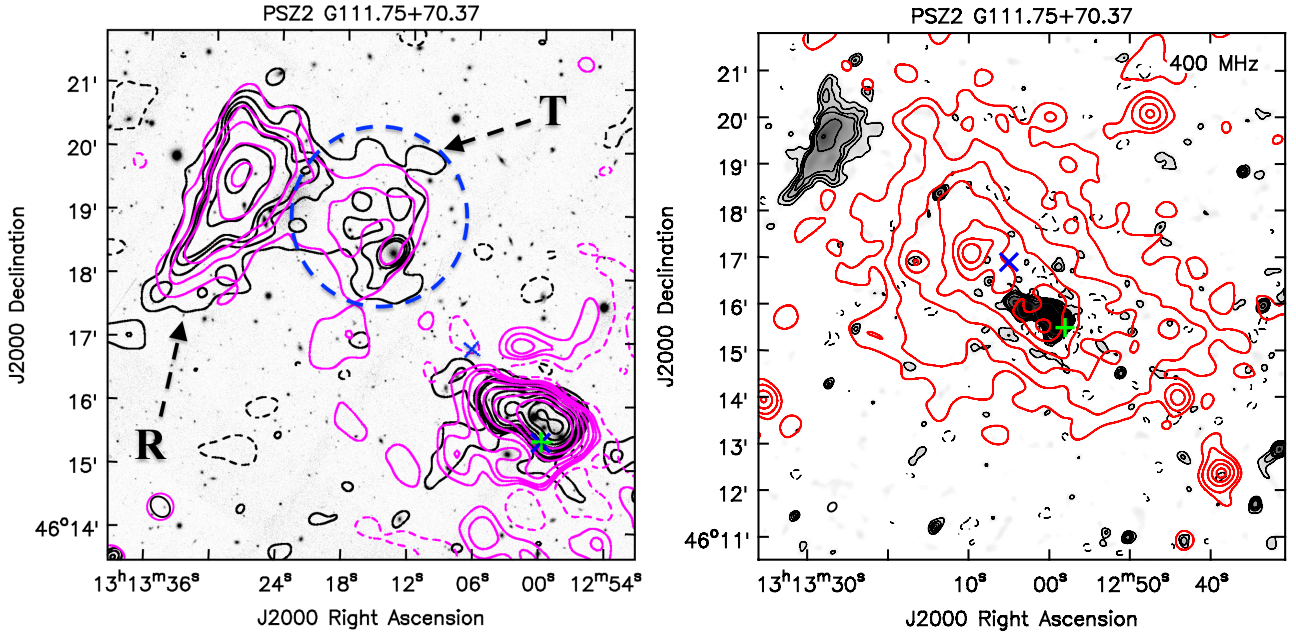 PSZ2 G111.75+70.37
21'
20'
19'
18'
17'
16'
15'
46°14'
J2000 Declination
T
R
13ʰ13ᵐ36ˢ
24ˢ
18ˢ
12ˢ
06ˢ
00ˢ
12ᵐ54ˢ
J2000 Right Ascension
PSZ2 G111.75+70.37
400 MHz
21'
20'
19'
18'
17'
16'
15'
14'
13'
12'
46°11'
J2000 Declination
13ʰ13ᵐ30ˢ
10ˢ
00ˢ
12ᵐ50ˢ
40ˢ
J2000 Right Ascension